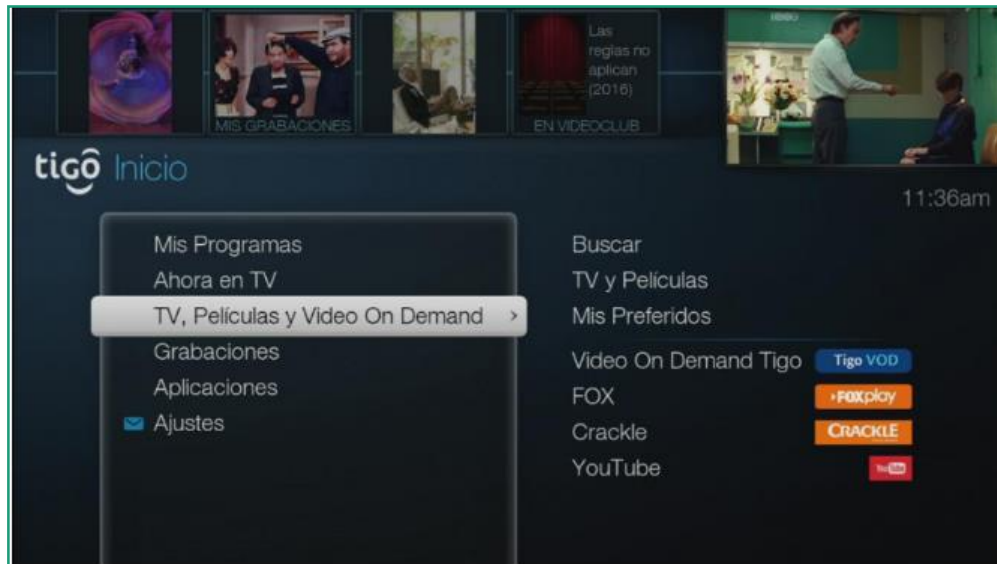 Las
reglas no
aplican
(2016)
MIS GRABACIONES
EN VIDEOCLUB
tigo Inicio
11:36am
Mis Programas
Ahora en TV
TV, Películas y Video On Demand >
Grabaciones
Aplicaciones
Ajustes
Buscar
TV y Películas
Mis Preferidos
Video On Demand Tigo Tigo VOD
FOX FOXplay
Crackle CRACKLE
YouTube You Tube